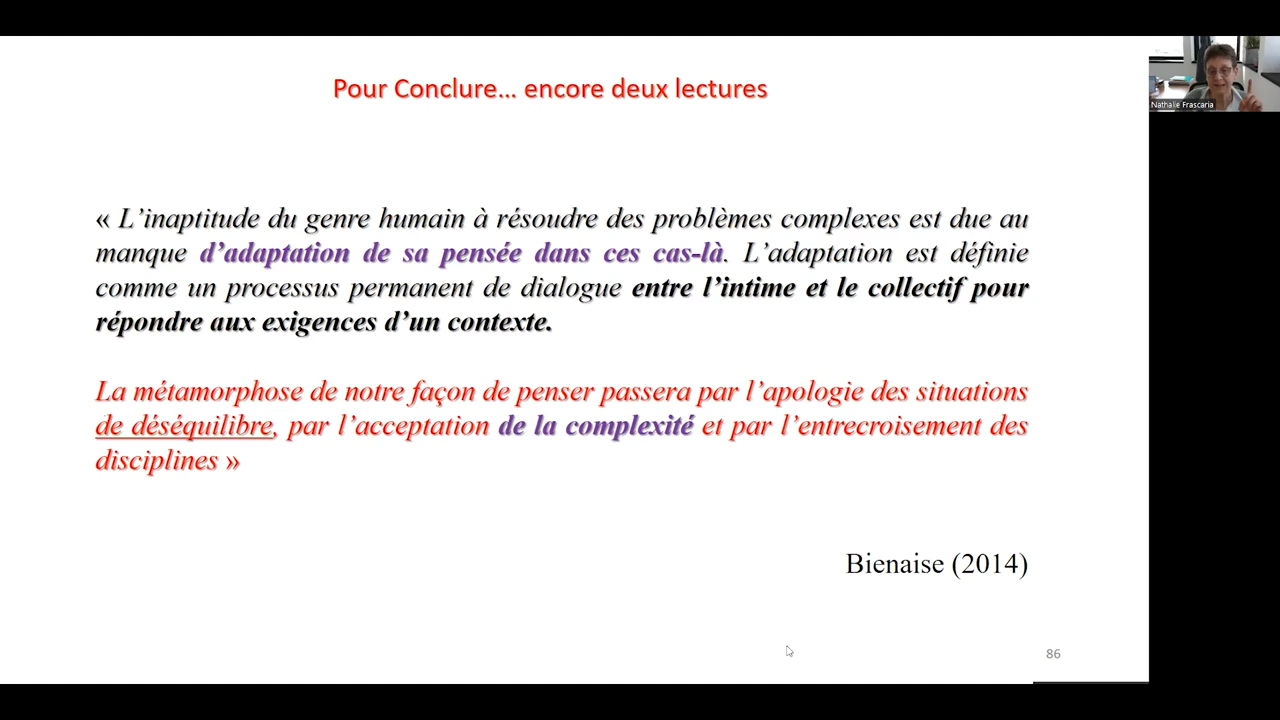 Pour Conclure... encore deux lectures
Nathalie Frascaria
« L’inaptitude du genre humain à résoudre des problèmes complexes est due au
manque d’adaptation de sa pensée dans ces cas-là. L’adaptation est définie
comme un processus permanent de dialogue entre l’intime et le collectif pour
répondre aux exigences d’un contexte.
La métamorphose de notre façon de penser passera par l’apologie des situations
de déséquilibre, par l’acceptation de la complexité et par l’entrecroisement des
disciplines »
Bienaise (2014)
86